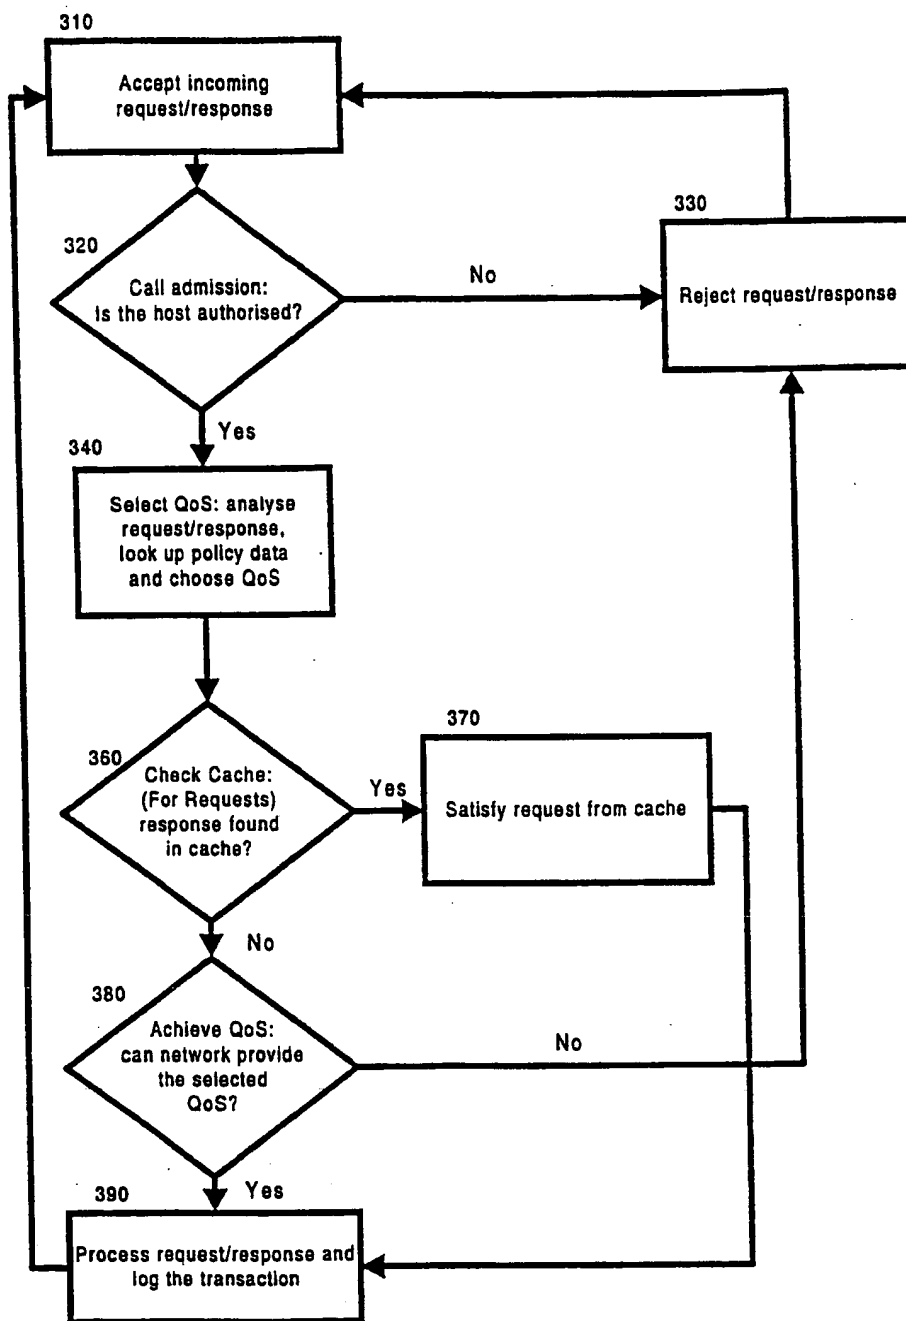 310
Accept incoming
request/response
320
Call admission:
Is the host authorised?
No
330
Reject request/response
Yes
340
Select QoS: analyse
request/response,
look up policy data
and choose QoS
360
Check Cache:
(For Requests)
response found
in cache?
Yes
370
Satisfy request from cache
No
380
Achieve QoS:
can network provide
the selected
QoS?
No
Yes
390
Process request/response and
log the transaction